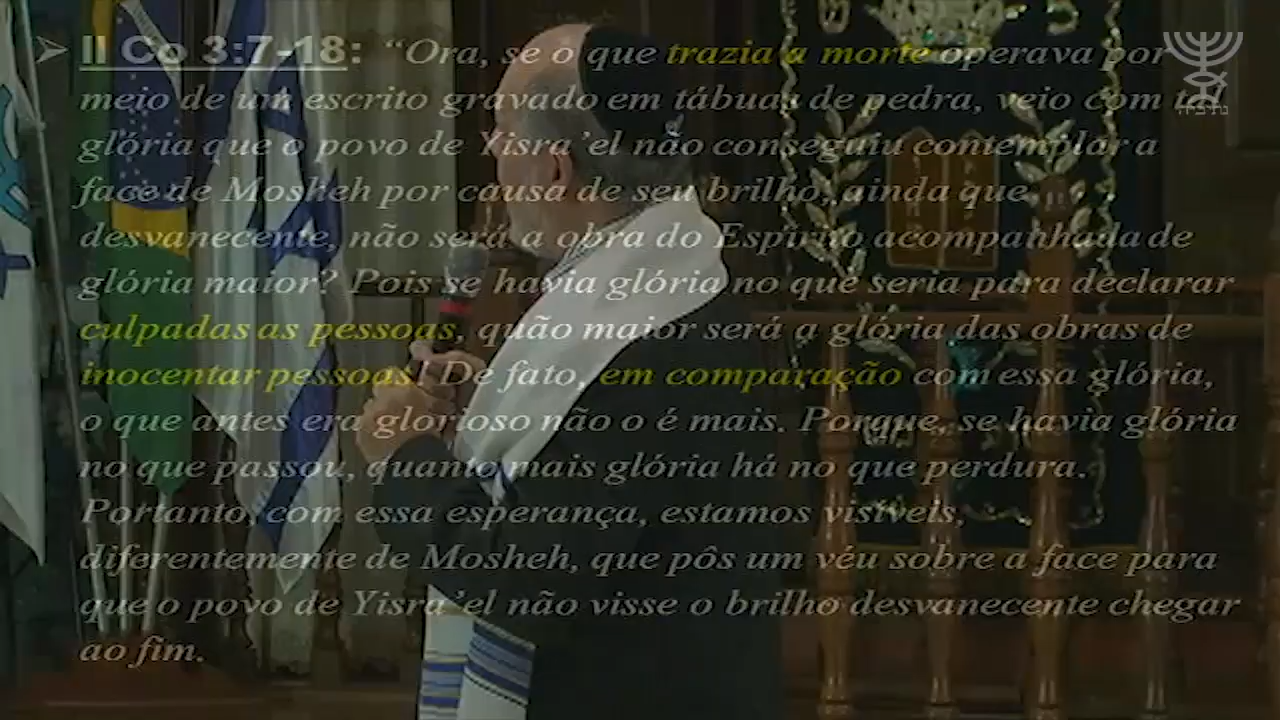 ➢ II Co 3:7-18: “Ora, se o que trazia a morte operava por
meio de um escrito gravado em tábuas de pedra, veio com tal
glória que o povo de Yisra’el não conseguiu contemplar a
face de Mosheh por causa de seu brilho, ainda que
desvanecente, não será a obra do Espírito acompanhada de
glória maior? Pois se havia glória no que seria para declarar
culpadas as pessoas, quão maior será a glória das obras de
inocentar pessoas! De fato, em comparação com essa glória,
o que antes era glorioso não o é mais. Porque, se havia glória
no que passou, quanto mais glória há no que perdura.
Portanto, com essa esperança, estamos visíveis,
diferentemente de Mosheh, que pôs um véu sobre a face para
que o povo de Yisra’el não visse o brilho desvanecente chegar
ao fim.